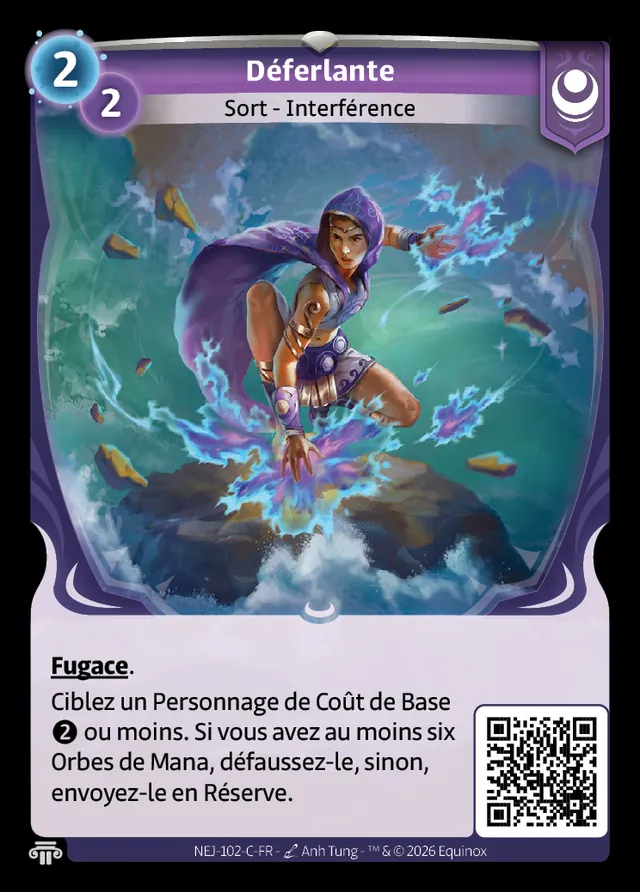 2
2
Déferlante
Sort - Interférence
Fugace.
Ciblez un Personnage de Coût de Base
2 ou moins. Si vous avez au moins six
Orbes de Mana, défaussez-le, sinon,
envoyez-le en Réserve.
NEJ-102-C-FR - Anh Tung - ™ & © 2026 Equinox